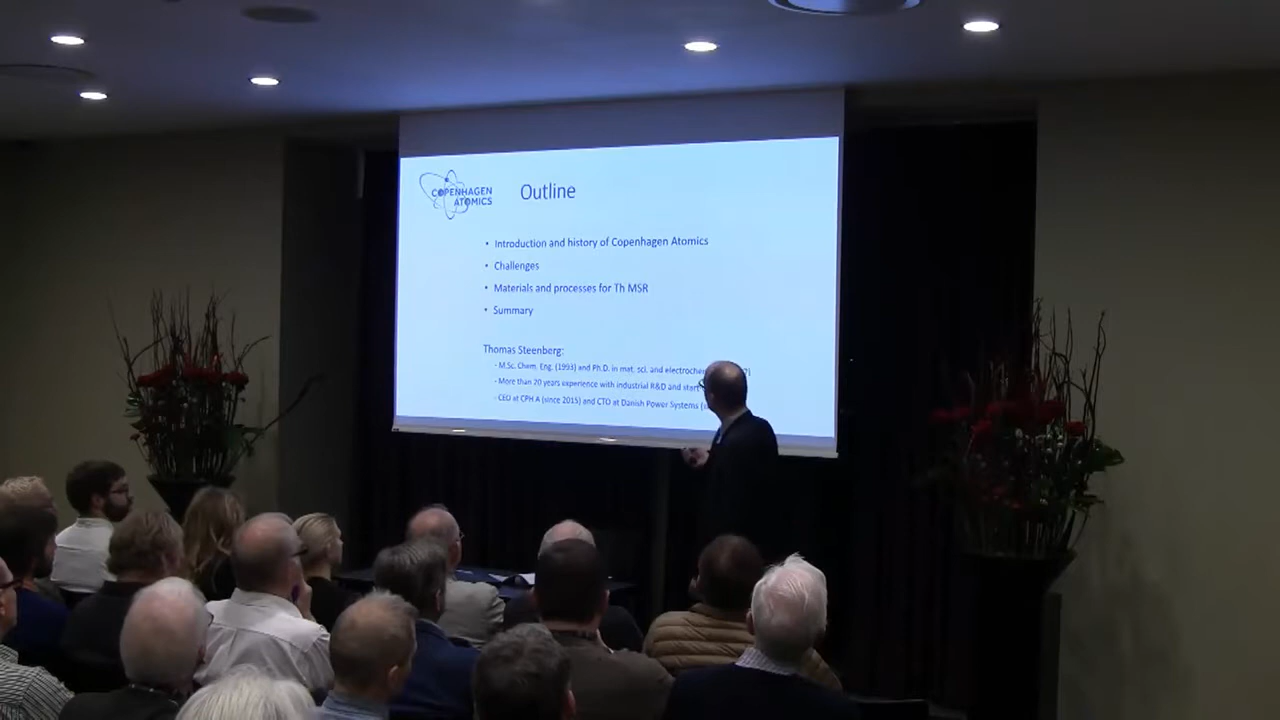 COPENHAGEN
ATOMICS
Outline
• Introduction and history of Copenhagen Atomics
• Challenges
• Materials and processes for Th MSR
• Summary
Thomas Steenberg:
- M.Sc. Chem. Eng. (1993) and Ph.D. in mat. sci. and
- More than 20 years experience with industrial R&D and
- CEO at CPH A (since 2015) and CTO at Danish Power Systems